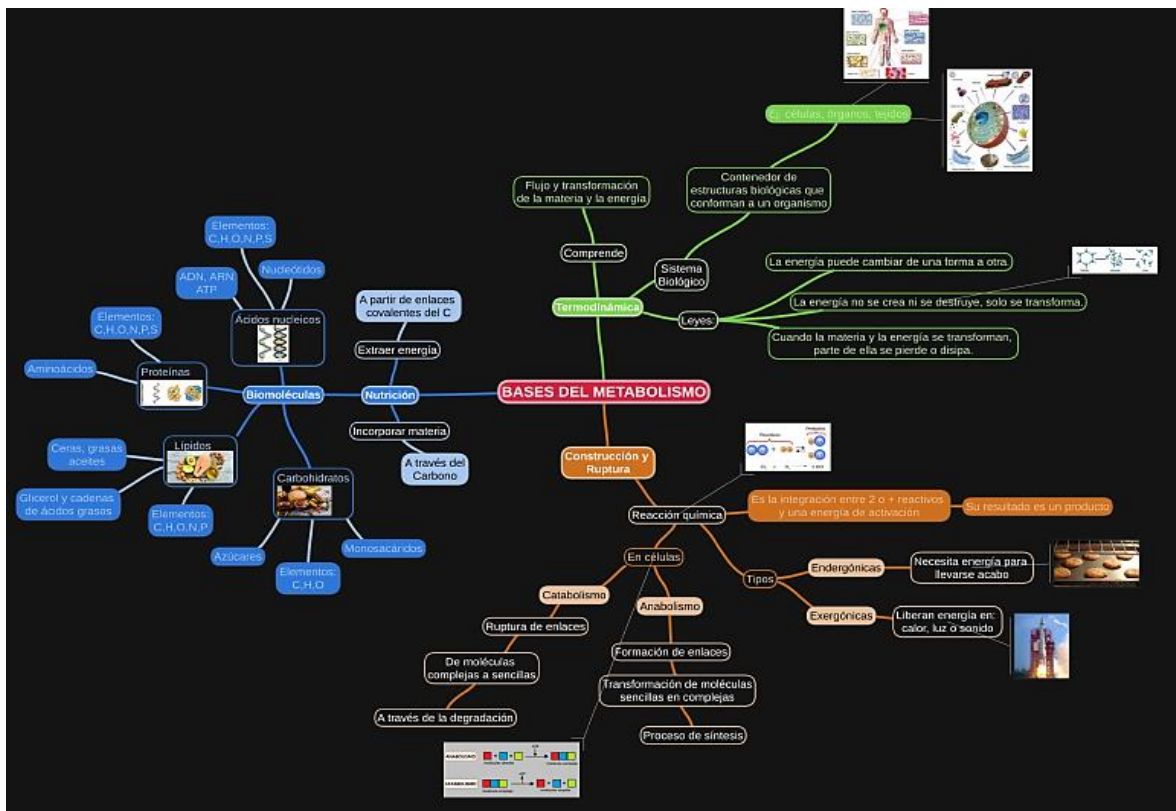 BASES DEL METABOLISMO
Termodinámica
Comprende
Flujo y transformación
de la materia y la energía
Sistema
Biológico
Contenedor de
estructuras biológicas que
conforman a un organismo
células, órganos, tejidos
Leyes:
La energía puede cambiar de una forma a otra.
La energía no se crea ni se destruye, solo se transforma.
Cuando la materia y la energía se transforman,
parte de ella se pierde o disipa.
Nutrición
Extraer energía
A partir de enlaces
covalentes del C
Incorporar materia
A través del
Carbono
Biomoléculas
Ácidos nucleicos
Elementos:
C,H,O,N,P,S
ADN, ARN
ATP
Nucleótidos
Proteínas
Elementos:
C,H,O,N,P,S
Aminoácidos
Lípidos
Ceras, grasas
aceites
Glicerol y cadenas
de ácidos grasos
Elementos:
C,H,O,N,P
Carbohidratos
Azúcares
Elementos:
C,H,O
Monosacáridos
Construcción y
Ruptura
Reacción química
Es la integración entre 2 o + reactivos
y una energía de activación
Su resultado es un producto
Tipos
Endergónicas
Necesita energía para
llevarse acabo
Exergónicas
Liberan energía en:
calor, luz o sonido
En células
Catabolismo
Ruptura de enlaces
De moléculas
complejas a sencillas
A través de la degradación
Anabolismo
Formación de enlaces
Transformación de moléculas
sencillas en complejas
Proceso de síntesis
ANABOLISMO